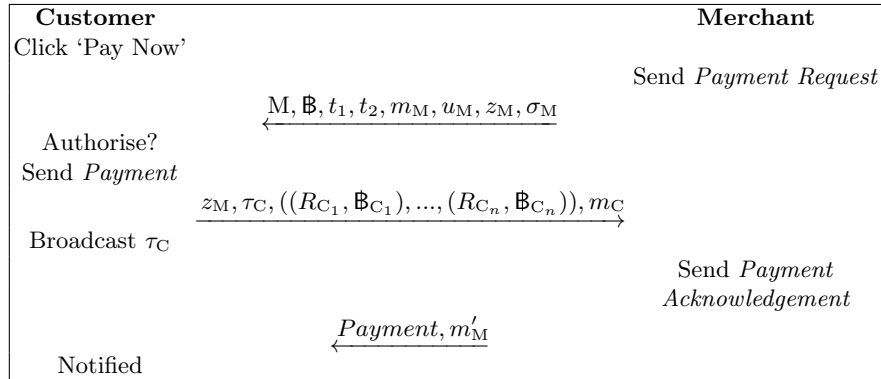 Customer Merchant
Click ‘Pay Now’
Send Payment Request
M, ₿, t₁, t₂, m_M, u_M, z_M, σ_M
Authorise?
Send Payment
z_M, τ_C, ((R_C₁, ₿_C₁), ..., (R_Cₙ, ₿_Cₙ)), m_C
Broadcast τ_C
Send Payment
Acknowledgement
Payment, m′_M
Notified